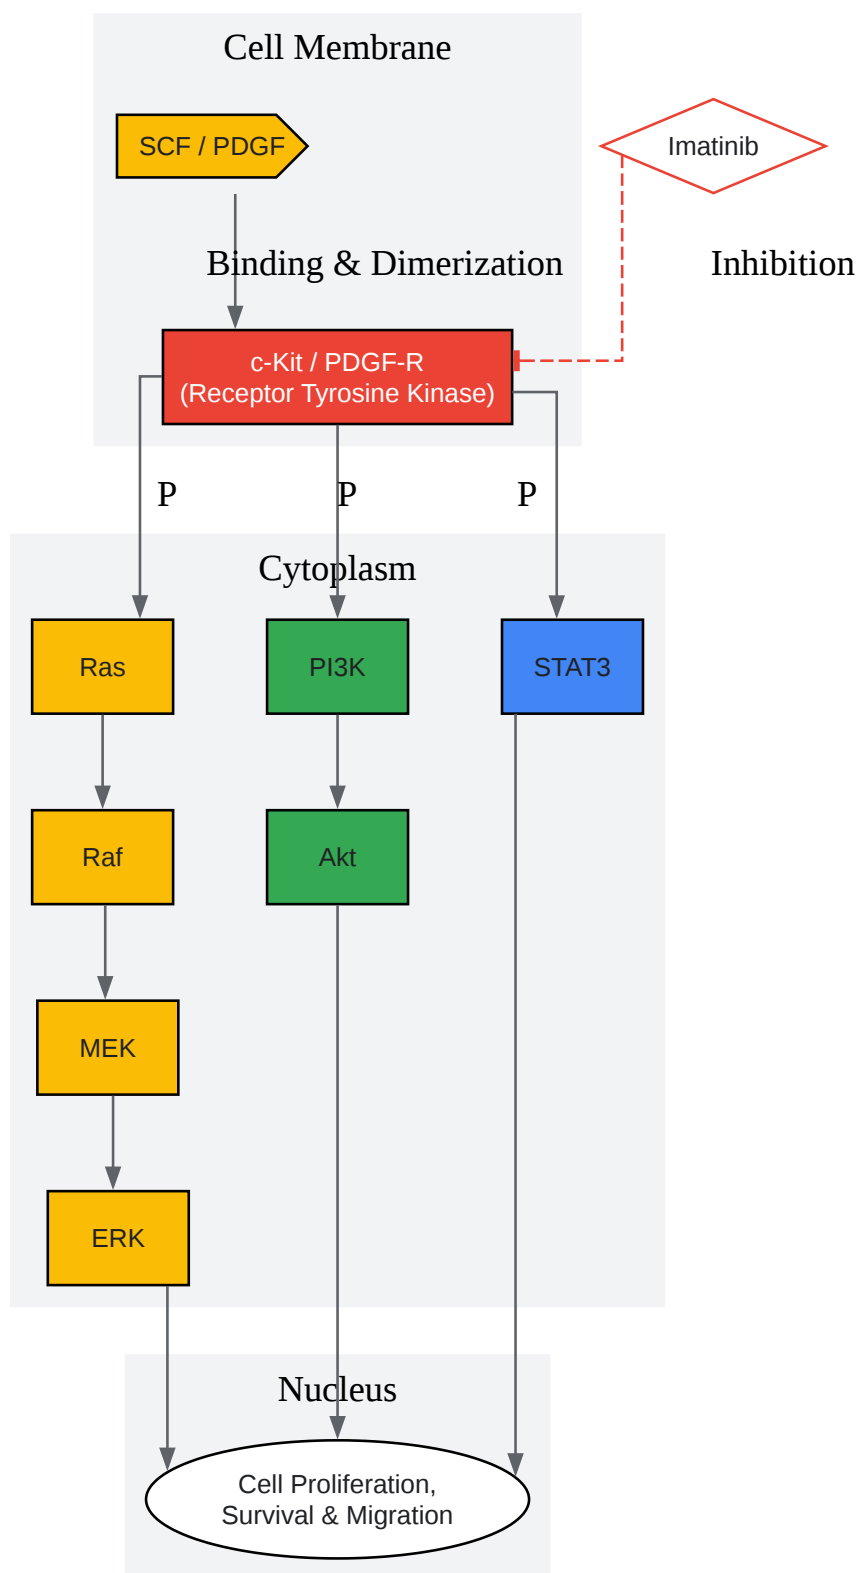 Cell Membrane
SCF / PDGF
Imatinib
Binding & Dimerization
Inhibition
c-Kit / PDGF-R
(Receptor Tyrosine Kinase)
P
P
P
Cytoplasm
Ras
PI3K
STAT3
Raf
Akt
MEK
ERK
Nucleus
Cell Proliferation,
Survival & Migration